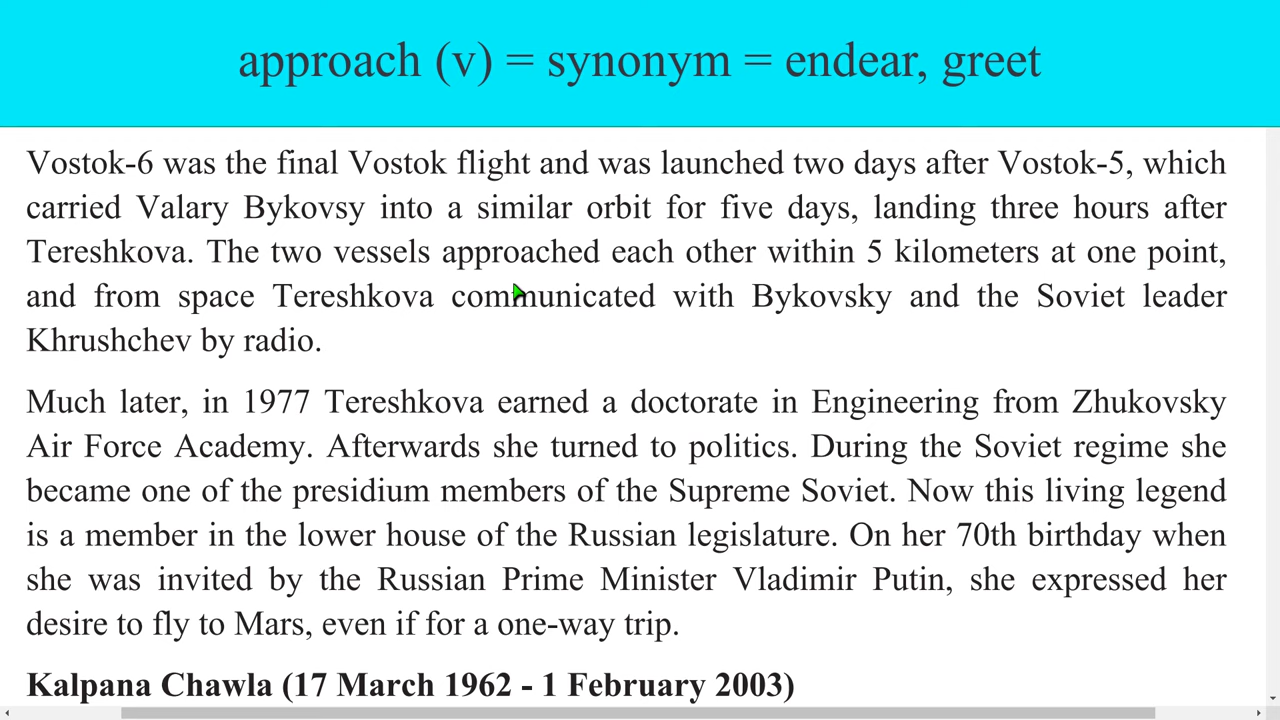 approach (v) = synonym = endear, greet
Vostok-6 was the final Vostok flight and was launched two days after Vostok-5, which
carried Valary Bykovsy into a similar orbit for five days, landing three hours after
Tereshkova. The two vessels approached each other within 5 kilometers at one point,
and from space Tereshkova communicated with Bykovsky and the Soviet leader
Khrushchev by radio.
Much later, in 1977 Tereshkova earned a doctorate in Engineering from Zhukovsky
Air Force Academy. Afterwards she turned to politics. During the Soviet regime she
became one of the presidium members of the Supreme Soviet. Now this living legend
is a member in the lower house of the Russian legislature. On her 70th birthday when
she was invited by the Russian Prime Minister Vladimir Putin, she expressed her
desire to fly to Mars, even if for a one-way trip.
Kalpana Chawla (17 March 1962 - 1 February 2003)